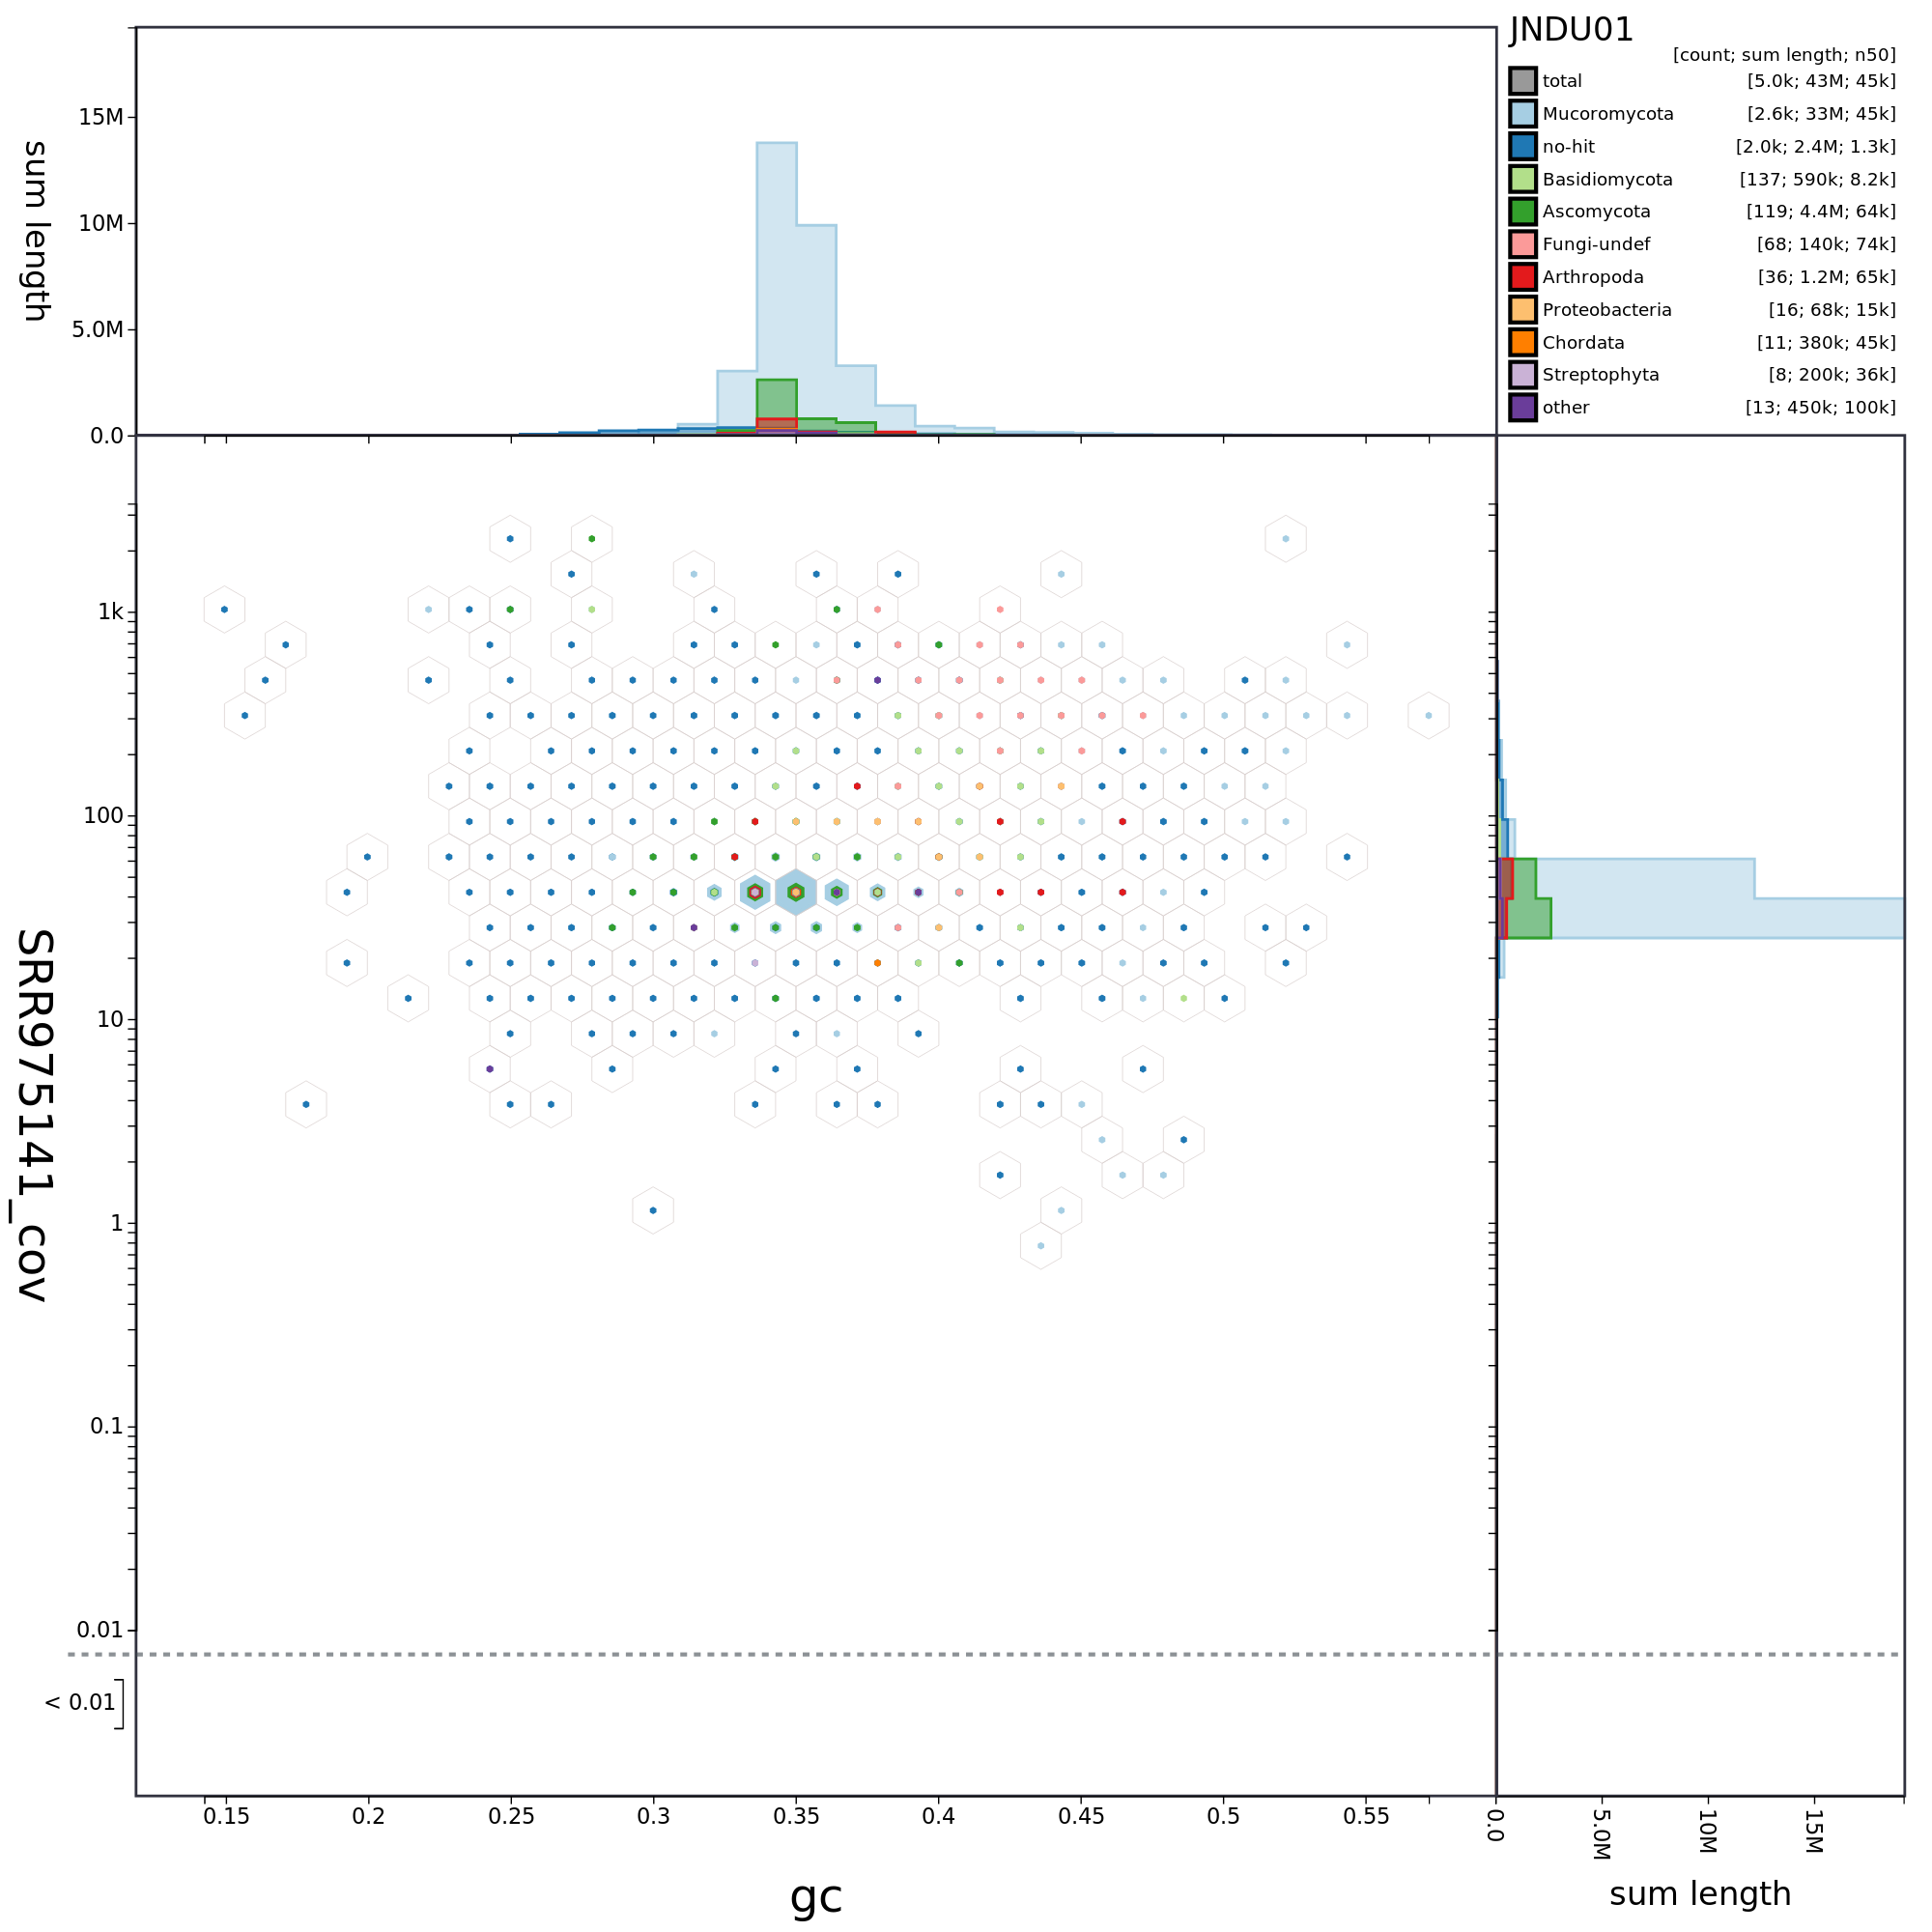 JNDU01
[count; sum length; n50]
total [5.0k; 43M; 45k]
Mucoromycota [2.6k; 33M; 45k]
no-hit [2.0k; 2.4M; 1.3k]
Basidiomycota [137; 590k; 8.2k]
Ascomycota [119; 4.4M; 64k]
Fungi-undef [68; 140k; 74k]
Arthropoda [36; 1.2M; 65k]
Proteobacteria [16; 68k; 15k]
Chordata [11; 380k; 45k]
Streptophyta [8; 200k; 36k]
other [13; 450k; 100k]
sum length
15M
10M
5.0M
0.0
SRR975141_cov
1k
100
10
1
0.1
0.01
< 0.01
0.15 0.2 0.25 0.3 0.35 0.4 0.45 0.5 0.55
gc
0.0 5.0M 10M 15M
sum length